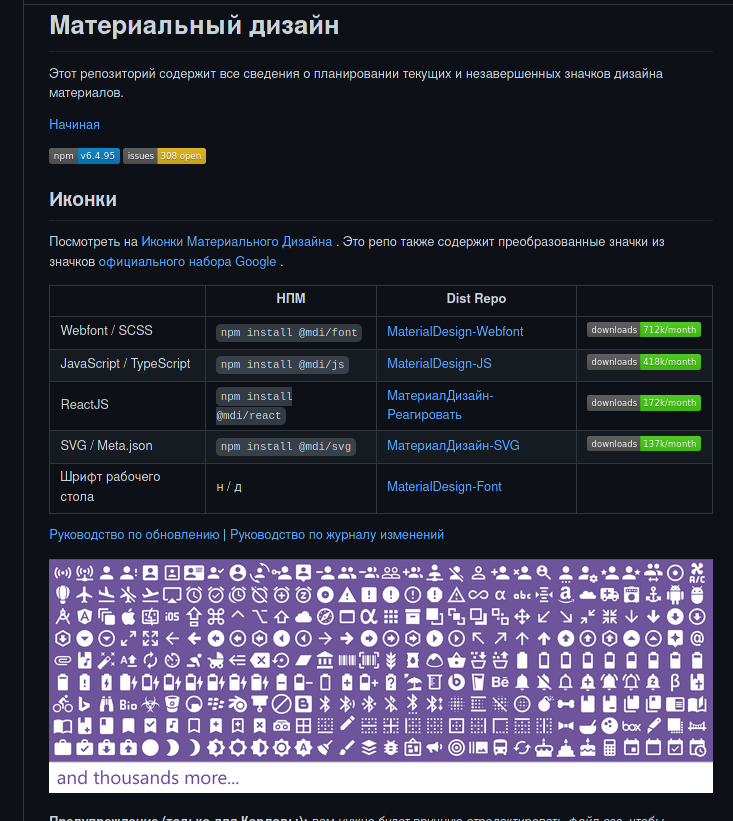 Материальный дизайн
Этот репозиторий содержит все сведения о планировании текущих и незавершенных значков дизайна
материалов.
Начиная
npm v6.4.95 issues 308 open
Иконки
Посмотреть на Иконки Материального Дизайна . Это репо также содержит преобразованные значки из
значков официального набора Google .
НПМ Dist Repo
Webfont / SCSS npm install @mdi/font MaterialDesign-Webfont downloads 712k/month
JavaScript / TypeScript npm install @mdi/js MaterialDesign-JS downloads 418k/month
ReactJS npm install @mdi/react МатериалДизайн-Реагировать downloads 172k/month
SVG / Meta.json npm install @mdi/svg МатериалДизайн-SVG downloads 137k/month
Шрифт рабочего стола н / д MaterialDesign-Font
Руководство по обновлению | Руководство по журналу изменений
A/C
abc
iOS
Bē
Bio
box
and thousands more...